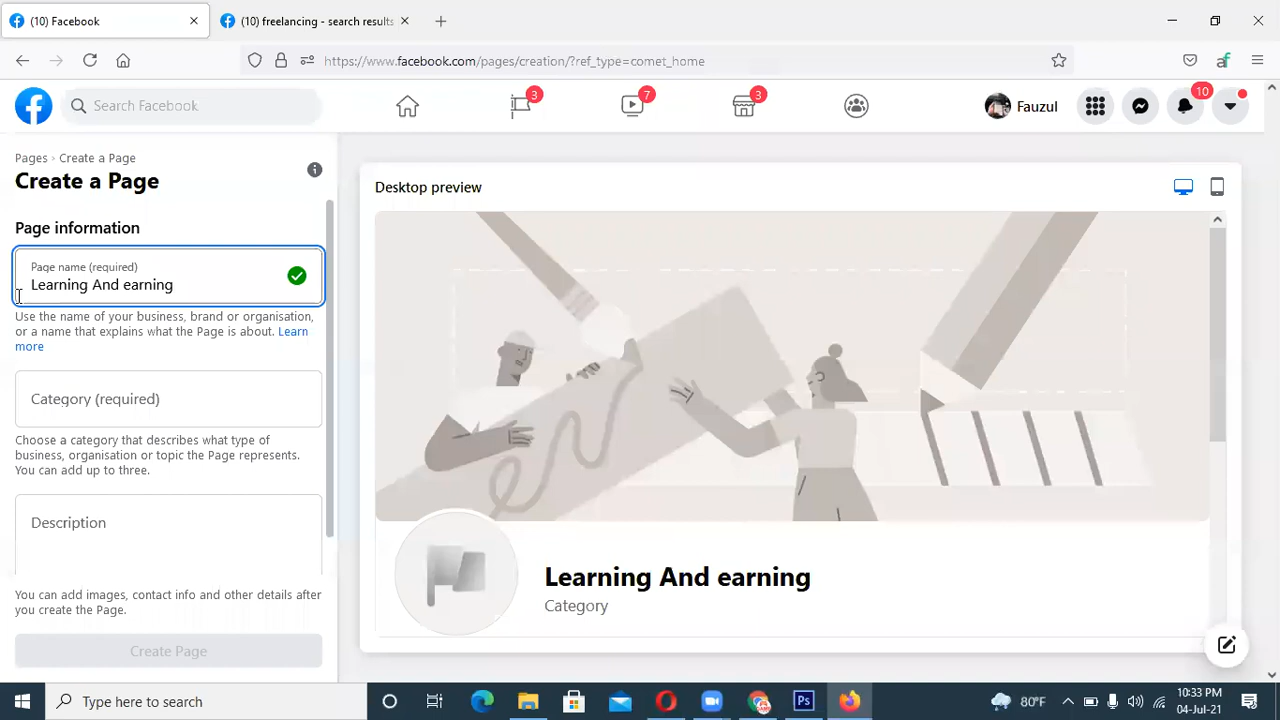 (10) Facebook
(10) freelancing - search results
https://www.facebook.com/pages/creation/?ref_type=comet_home
Search Facebook
3
7
3
Fauzul
10
Pages › Create a Page
Create a Page
Page information
Page name (required)
Learning And earning
Use the name of your business, brand or organisation,
or a name that explains what the Page is about. Learn
more
Category (required)
Choose a category that describes what type of
business, organisation or topic the Page represents.
You can add up to three.
Description
You can add images, contact info and other details after
you create the Page.
Create Page
Desktop preview
Learning And earning
Category
Type here to search
Ps
80°F
10:33 PM
04-Jul-21